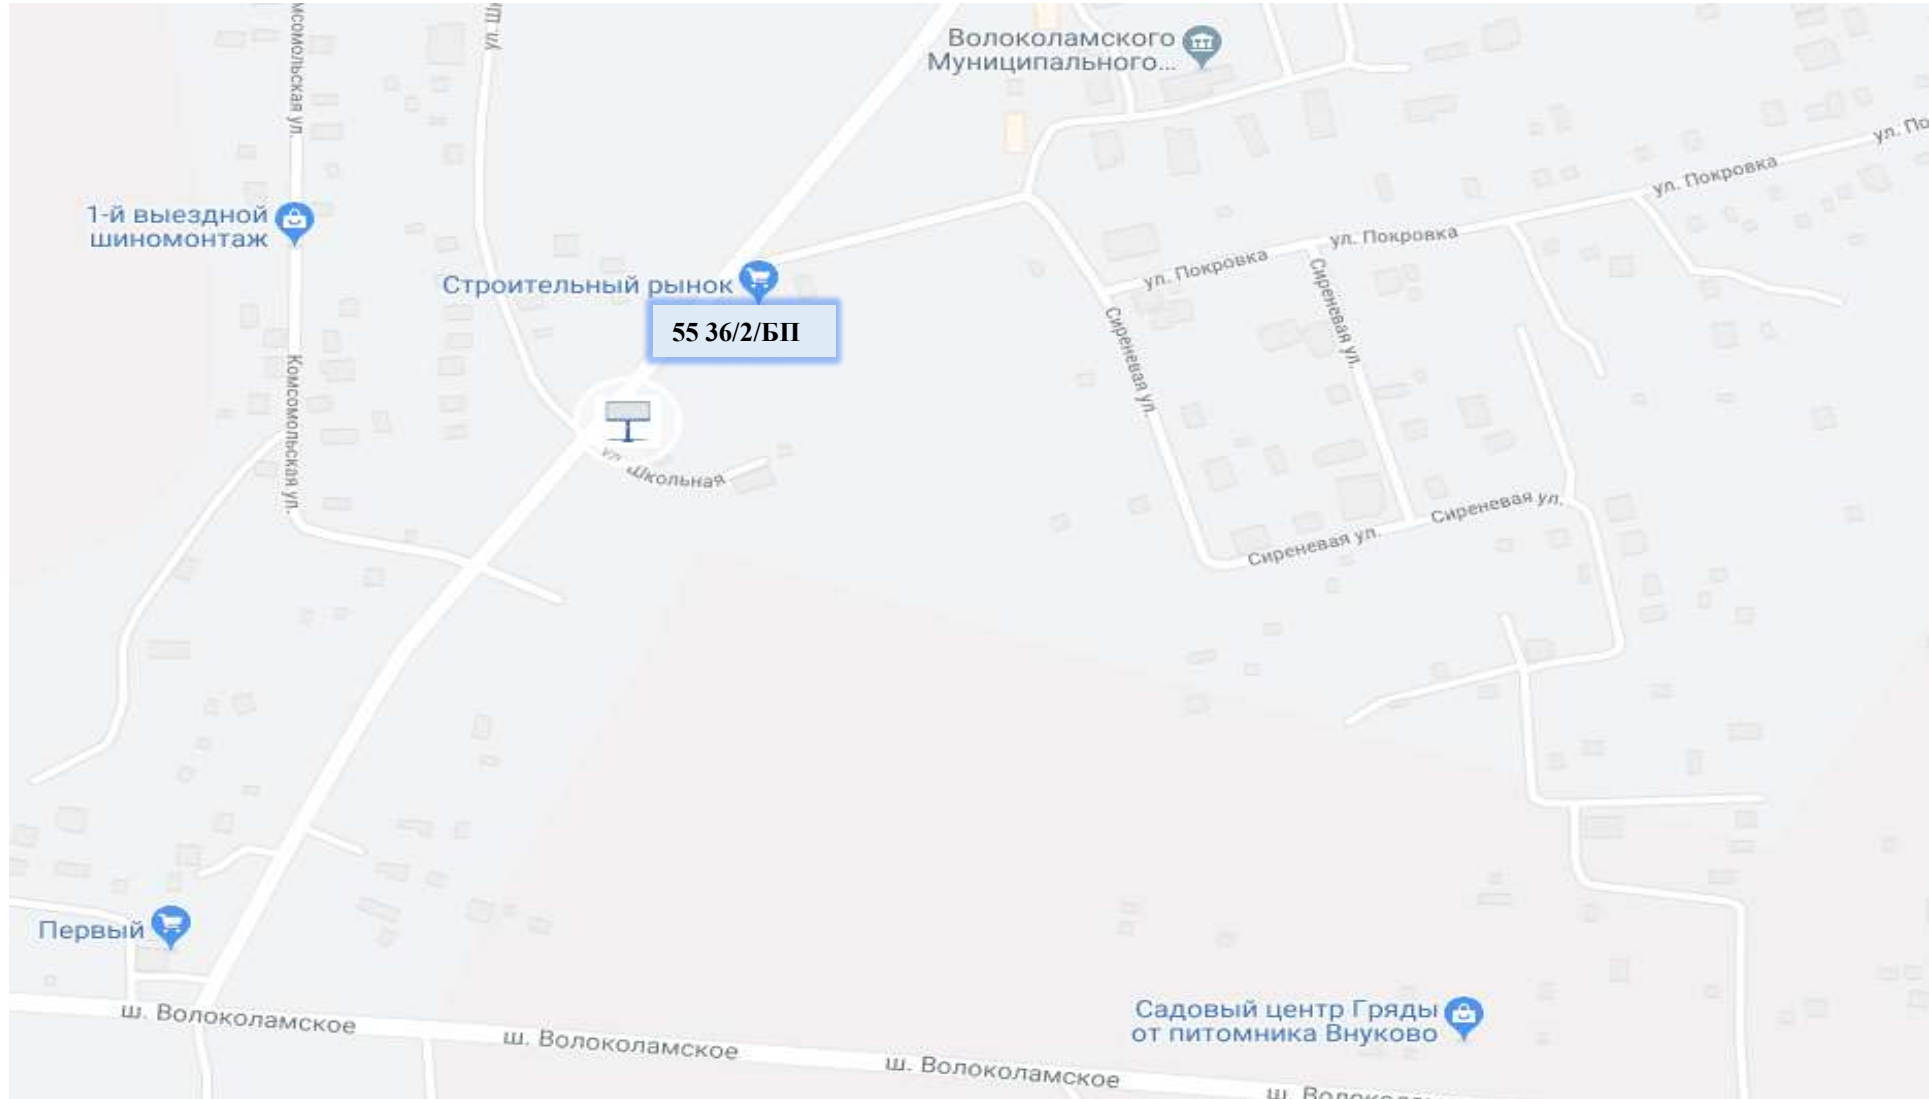 Комсомольская ул.
ул. Ш
Волоколамского
Муниципального...
ул. По
ул. Покровка
1-й выездной
шиномонтаж
ул. Покровка
ул. Покровка
Строительный рынок
Сиреневая ул.
55 36/2/БП
Сиреневая ул.
Комсомольская ул.
ул. Школьная
Сиреневая ул.
Сиреневая ул.
Первый
ш. Волоколамское
ш. Волоколамское
ш. Волоколамское
Садовый центр Гряды
от питомника Внуково